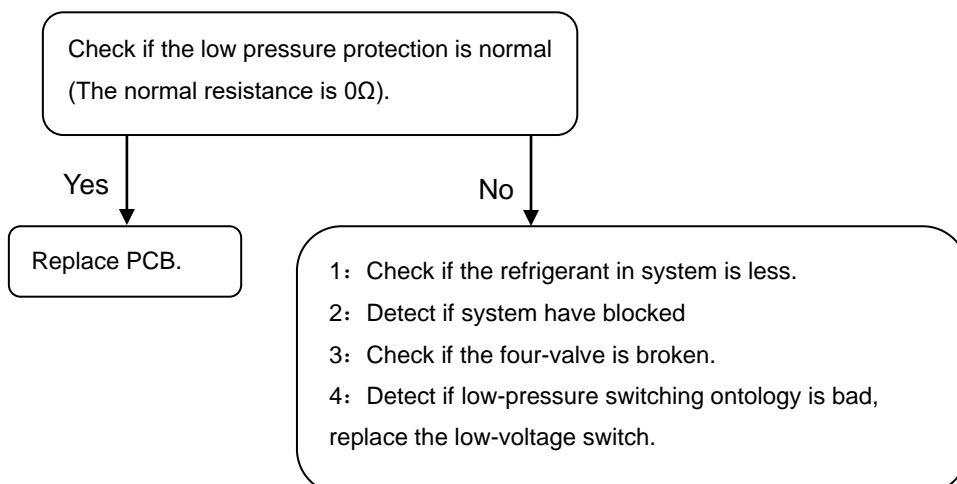 Check if the low pressure protection is normal
(The normal resistance is 0Ω).
Yes
No
Replace PCB.
1：Check if the refrigerant in system is less.
2：Detect if system have blocked
3：Check if the four-valve is broken.
4：Detect if low-pressure switching ontology is bad,
replace the low-voltage switch.